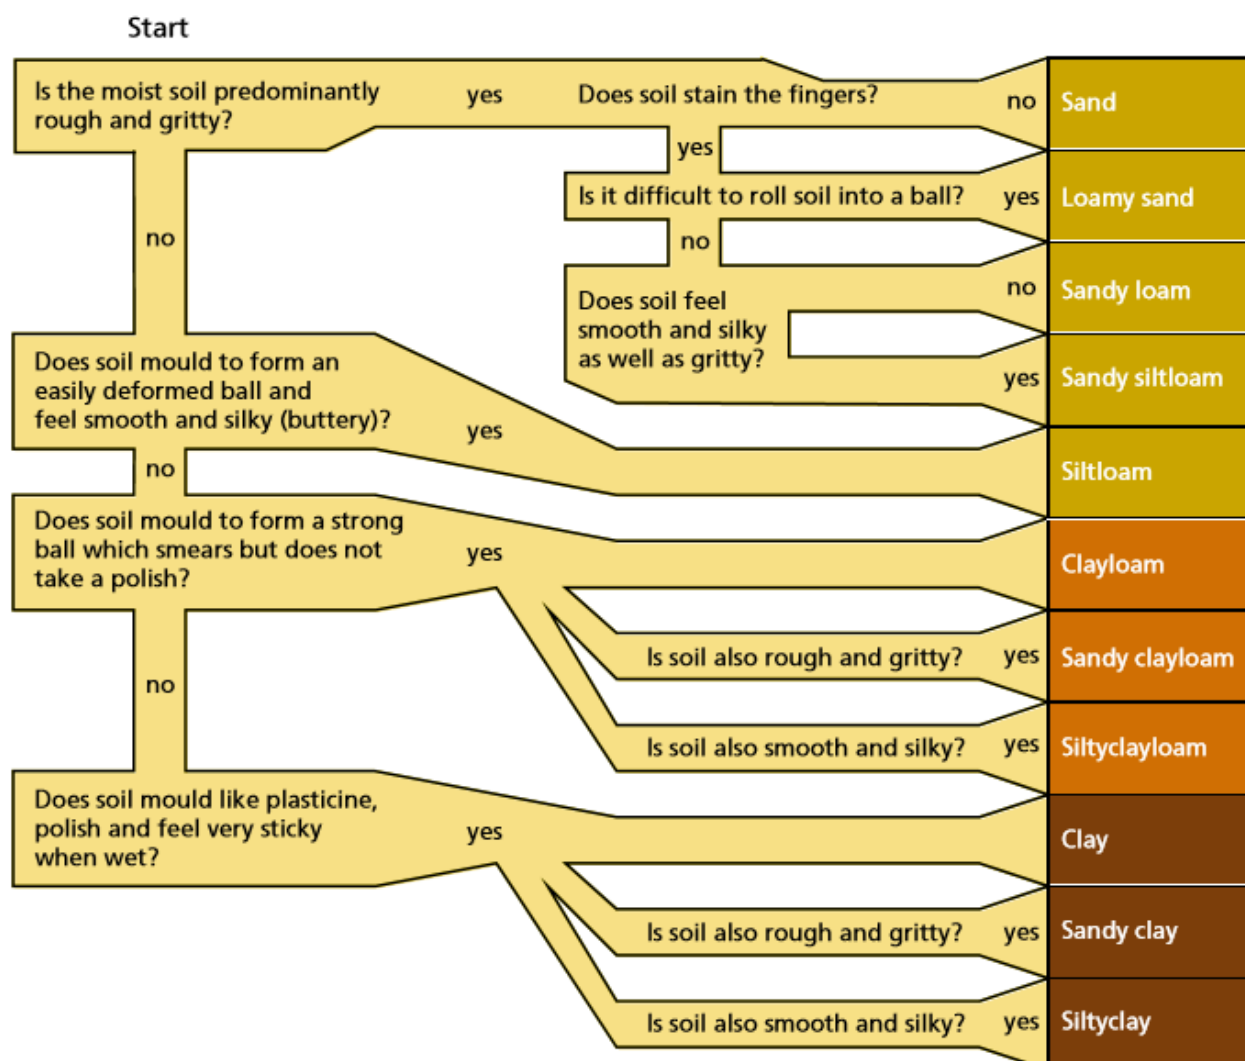 Start
Is the moist soil predominantly
rough and gritty?
yes
Does soil stain the fingers?
no
Sand
yes
Is it difficult to roll soil into a ball?
yes
Loamy sand
no
no
Does soil feel
smooth and silky
as well as gritty?
no
Sandy loam
yes
Sandy siltloam
Does soil mould to form an
easily deformed ball and
feel smooth and silky (buttery)?
yes
Siltloam
no
Does soil mould to form a strong
ball which smears but does not
take a polish?
yes
Clayloam
Is soil also rough and gritty?
yes
Sandy clayloam
no
Is soil also smooth and silky?
yes
Siltyclayloam
Does soil mould like plasticine,
polish and feel very sticky
when wet?
yes
Clay
Is soil also rough and gritty?
yes
Sandy clay
Is soil also smooth and silky?
yes
Siltyclay